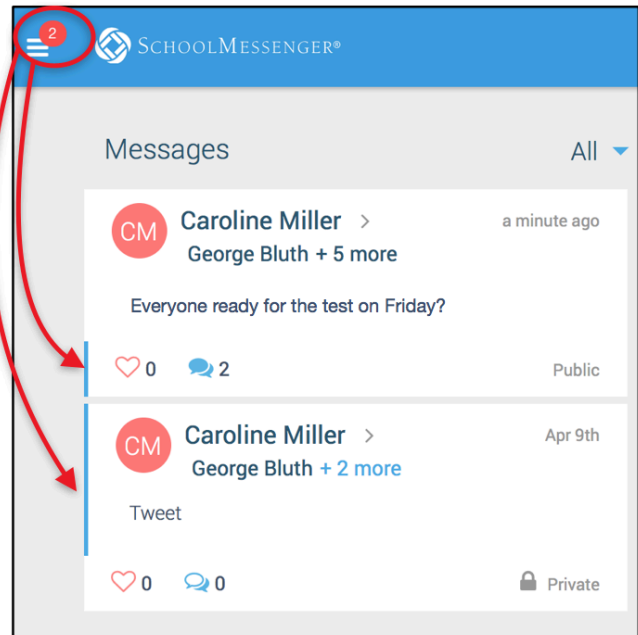 2
SCHOOLMESSENGER®
Messages
All
CM
Caroline Miller >
a minute ago
George Bluth + 5 more
Everyone ready for the test on Friday?
0
2
Public
CM
Caroline Miller >
Apr 9th
George Bluth + 2 more
Tweet
0
0
Private